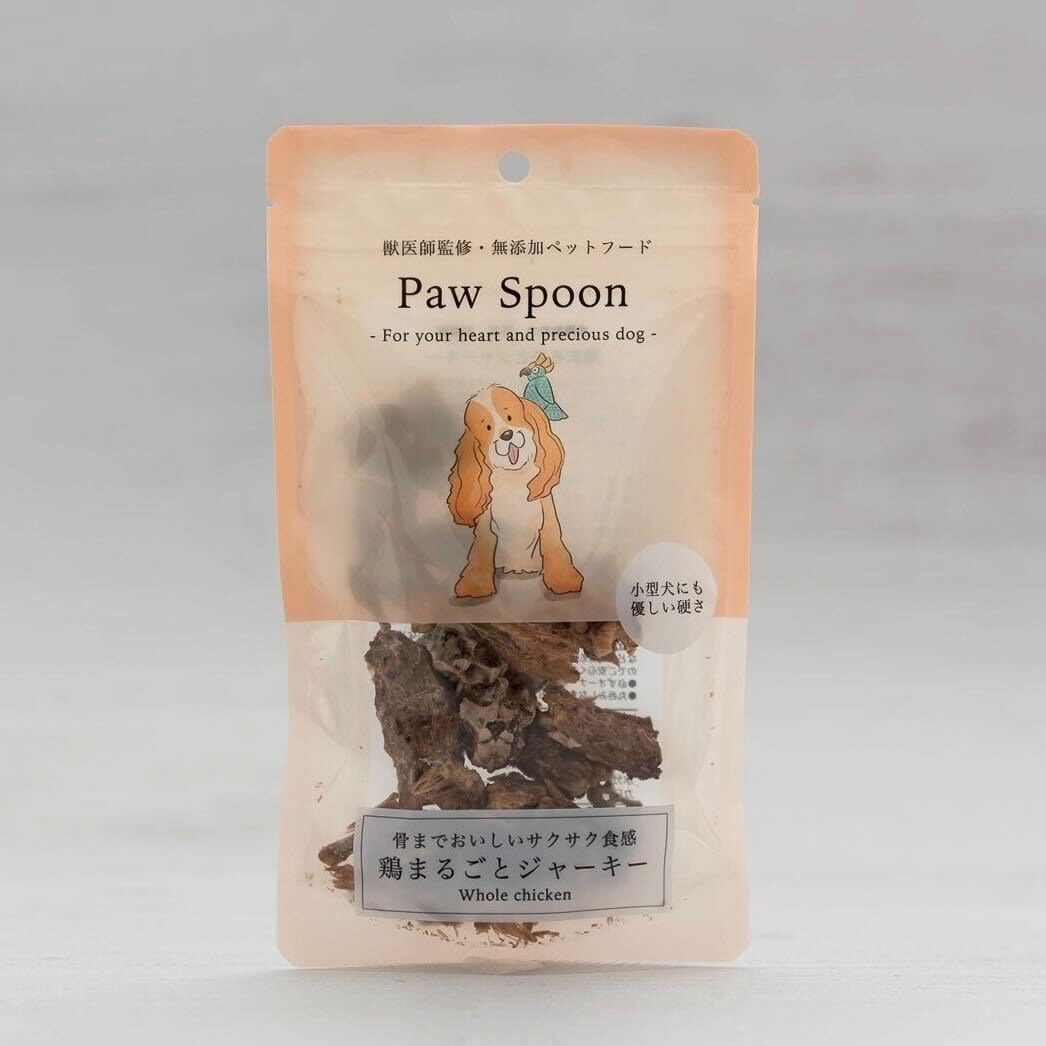 獣医師監修・無添加ペットフード
Paw Spoon
- For your heart and precious dog -
小型犬にも
優しい硬さ
骨までおいしいサクサク食感
鶏まるごとジャーキー
Whole chicken